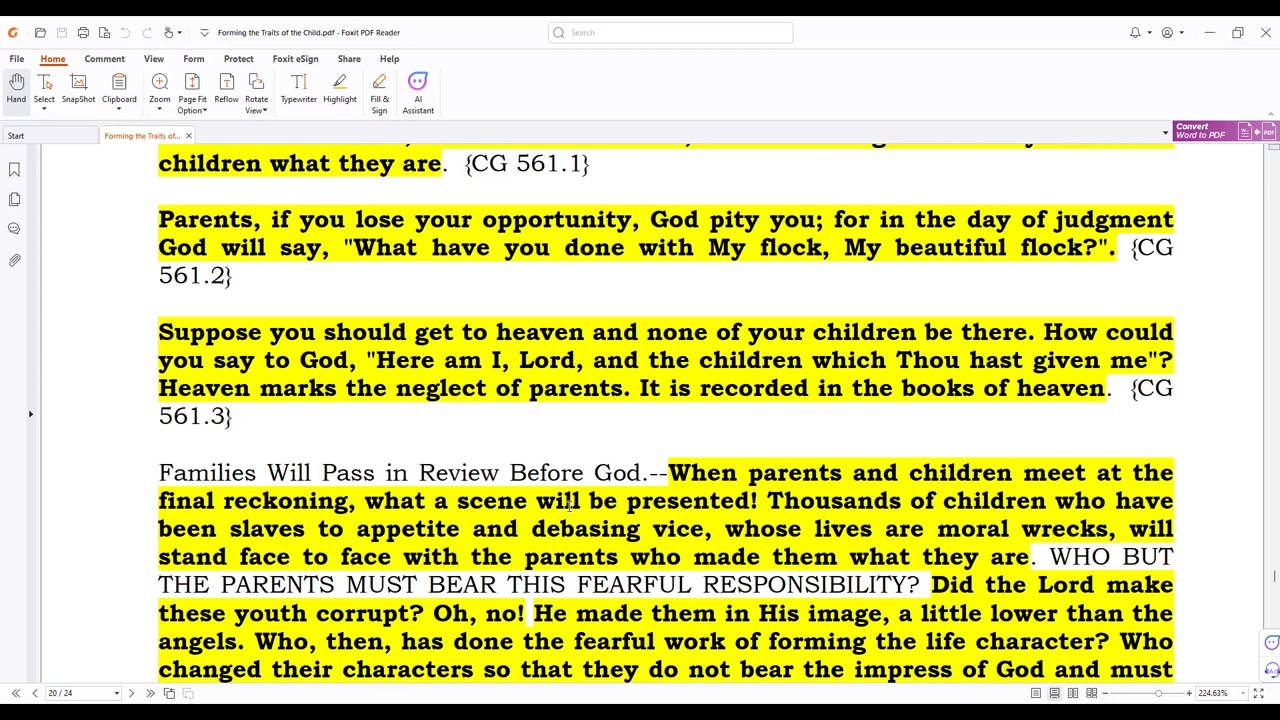 Forming the Traits of the Child.pdf - Foxit PDF Reader
Search
File Home Comment View Form Protect Foxit eSign Share Help
Hand Select SnapShot Clipboard Zoom Page Fit Option Reflow Rotate View Typewriter Highlight Fill & Sign AI Assistant
Start Forming the Traits of...
Convert
Word to PDF
children what they are. {CG 561.1}
Parents, if you lose your opportunity, God pity you; for in the day of judgment
God will say, "What have you done with My flock, My beautiful flock?". {CG
561.2}
Suppose you should get to heaven and none of your children be there. How could
you say to God, "Here am I, Lord, and the children which Thou hast given me"?
Heaven marks the neglect of parents. It is recorded in the books of heaven. {CG
561.3}
Families Will Pass in Review Before God.--When parents and children meet at the
final reckoning, what a scene will be presented! Thousands of children who have
been slaves to appetite and debasing vice, whose lives are moral wrecks, will
stand face to face with the parents who made them what they are. WHO BUT
THE PARENTS MUST BEAR THIS FEARFUL RESPONSIBILITY? Did the Lord make
these youth corrupt? Oh, no! He made them in His image, a little lower than the
angels. Who, then, has done the fearful work of forming the life character? Who
changed their characters so that they do not bear the impress of God and must
20 / 24
224.63%